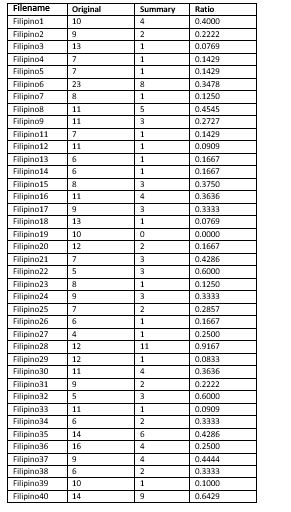 Filename Original Summary Ratio
Filipino1 10 4 0.4000
Filipino2 9 2 0.2222
Filipino3 13 1 0.0769
Filipino4 7 1 0.1429
Filipino5 7 1 0.1429
Filipino6 23 8 0.3478
Filipino7 8 1 0.1250
Filipino8 11 5 0.4545
Filipino9 11 3 0.2727
Filipino11 7 1 0.1429
Filipino12 11 1 0.0909
Filipino13 6 1 0.1667
Filipino14 6 1 0.1667
Filipino15 8 3 0.3750
Filipino16 11 4 0.3636
Filipino17 9 3 0.3333
Filipino18 13 1 0.0769
Filipino19 10 0 0.0000
Filipino20 12 2 0.1667
Filipino21 7 3 0.4286
Filipino22 5 3 0.6000
Filipino23 8 1 0.1250
Filipino24 9 3 0.3333
Filipino25 7 2 0.2857
Filipino26 6 1 0.1667
Filipino27 4 1 0.2500
Filipino28 12 11 0.9167
Filipino29 12 1 0.0833
Filipino30 11 4 0.3636
Filipino31 9 2 0.2222
Filipino32 5 3 0.6000
Filipino33 11 1 0.0909
Filipino34 6 2 0.3333
Filipino35 14 6 0.4286
Filipino36 16 4 0.2500
Filipino37 9 4 0.4444
Filipino38 6 2 0.3333
Filipino39 10 1 0.1000
Filipino40 14 9 0.6429